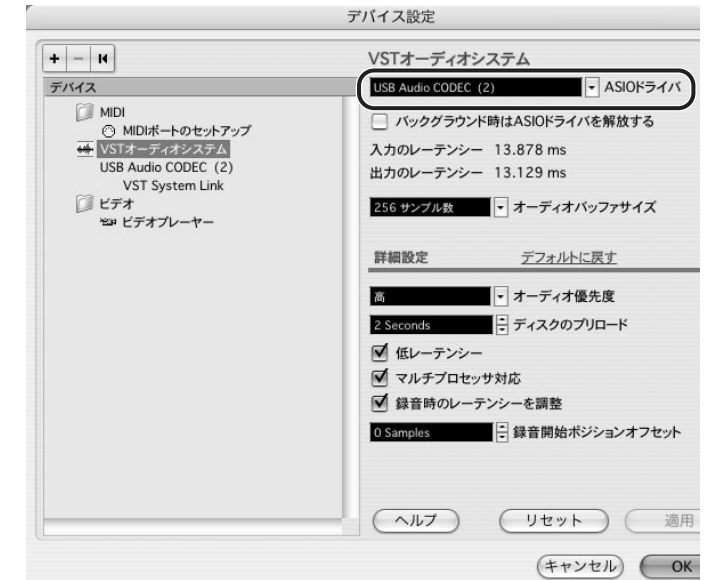 デバイス設定
+ −
デバイス
MIDI
MIDIポートのセットアップ
VSTオーディオシステム
USB Audio CODEC (2)
VST System Link
ビデオ
ビデオプレーヤー
VSTオーディオシステム
USB Audio CODEC (2) ASIOドライバ
バックグラウンド時はASIOドライバを解放する
入力のレーテンシー 13.878 ms
出力のレーテンシー 13.129 ms
256 サンプル数 オーディオバッファサイズ
詳細設定 デフォルトに戻す
高 オーディオ優先度
2 Seconds ディスクのプリロード
低レーテンシー
マルチプロセッサ対応
録音時のレーテンシーを調整
0 Samples 録音開始ポジションオフセット
ヘルプ リセット 適用
キャンセル OK